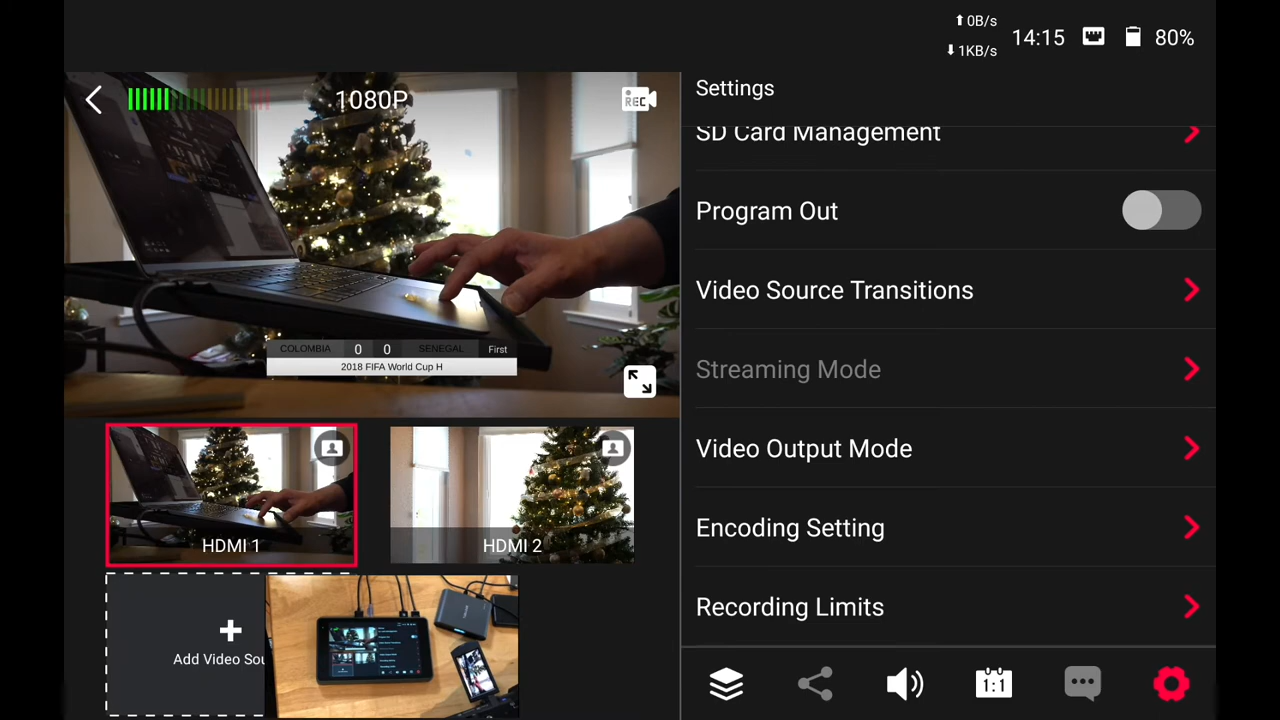 0B/s
1KB/s
14:15
80%
1080P
REC
Settings
SD Card Management
Program Out
Video Source Transitions
Streaming Mode
Video Output Mode
Encoding Setting
Recording Limits
COLOMBIA 0 0 SENEGAL First
2018 FIFA World Cup H
HDMI 1
HDMI 2
Add Video Sou
1:1